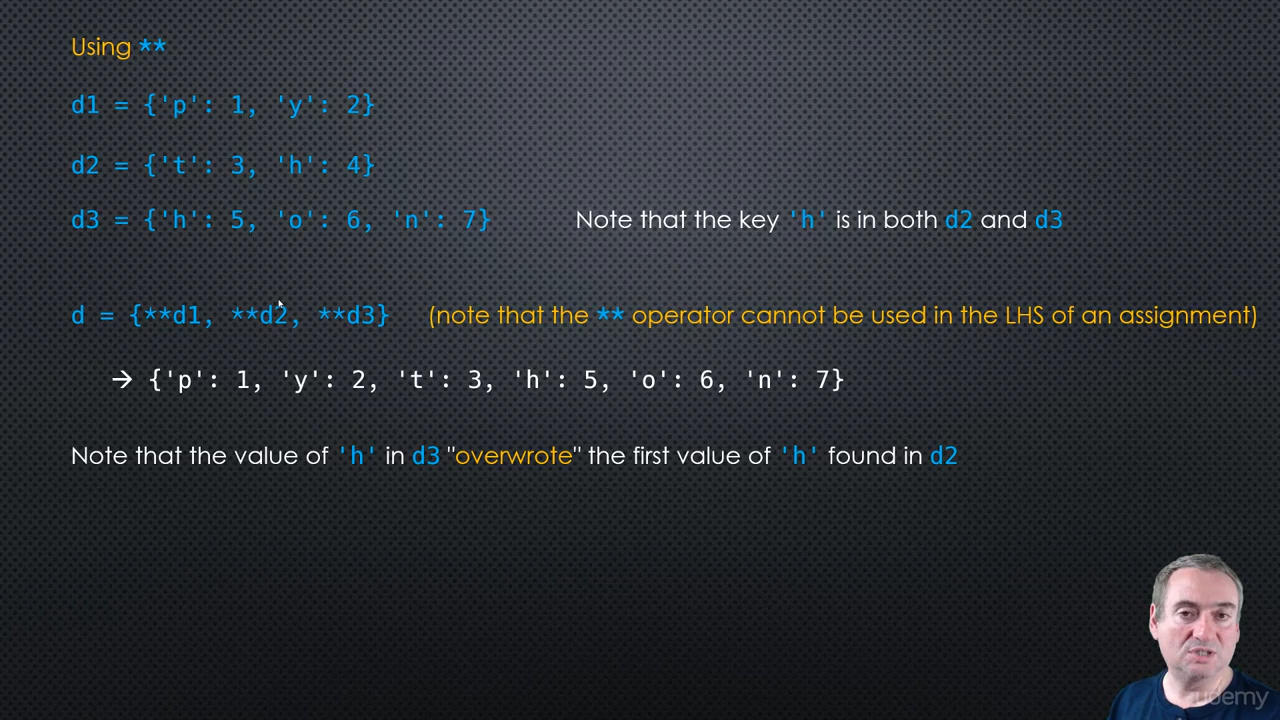 Using **
d1 = {'p': 1, 'y': 2}
d2 = {'t': 3, 'h': 4}
d3 = {'h': 5, 'o': 6, 'n': 7} Note that the key 'h' is in both d2 and d3
d = {**d1, **d2, **d3} (note that the ** operator cannot be used in the LHS of an assignment)
→ {'p': 1, 'y': 2, 't': 3, 'h': 5, 'o': 6, 'n': 7}
Note that the value of 'h' in d3 "overwrote" the first value of 'h' found in d2
udemy